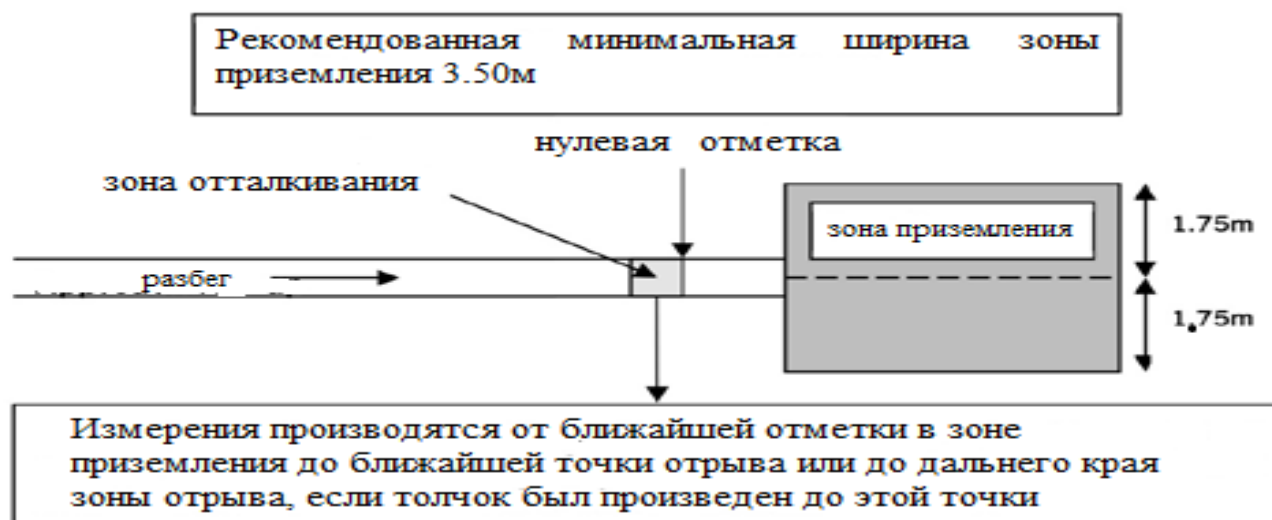 Рекомендованная минимальная ширина зоны
приземления 3.50м
нулевая отметка
зона отталкивания
зона приземления
1.75m
разбег
1.75m
Измерения производятся от ближайшей отметки в зоне
приземления до ближайшей точки отрыва или до дальнего края
зоны отрыва, если толчок был произведен до этой точки